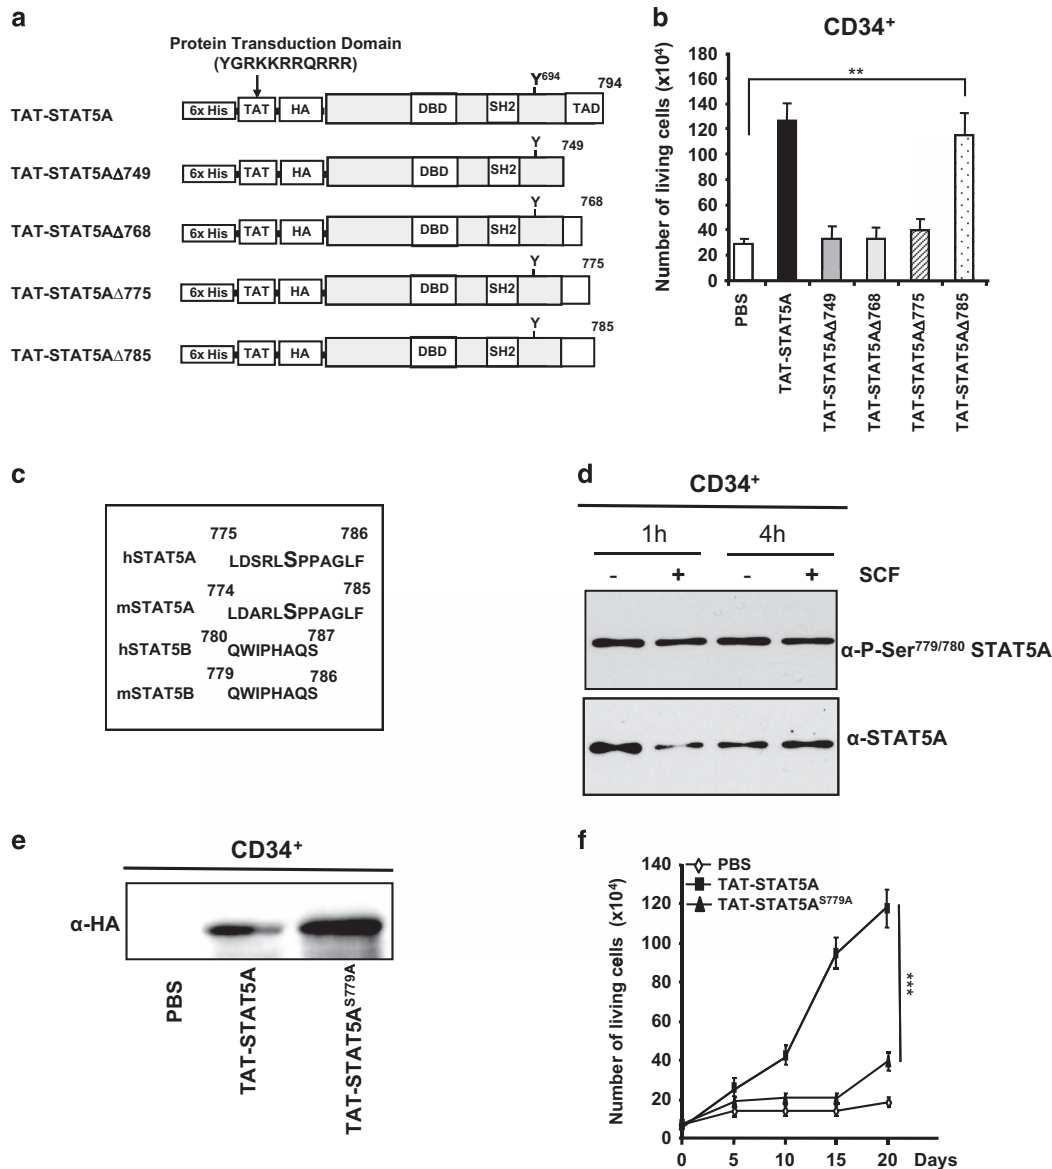 a
Protein Transduction Domain
(YGRKKRRQRRR)
TAT-STAT5A
6x His TAT HA DBD SH2 Y694 TAD 794
TAT-STAT5AΔ749
6x His TAT HA DBD SH2 Y 749
TAT-STAT5AΔ768
6x His TAT HA DBD SH2 Y 768
TAT-STAT5AΔ775
6x His TAT HA DBD SH2 Y 775
TAT-STAT5AΔ785
6x His TAT HA DBD SH2 Y 785
b
CD34+
Number of living cells (x10⁴)
180
160
140
120
100
80
60
40
20
0
**
PBS
TAT-STAT5A
TAT-STAT5AΔ749
TAT-STAT5AΔ768
TAT-STAT5AΔ775
TAT-STAT5AΔ785
c
775 786
hSTAT5A LDSRLSPPAGLF
774 785
mSTAT5A LDARLSPPAGLF
780 787
hSTAT5B QWIPHAQS
779 786
mSTAT5B QWIPHAQS
d
CD34+
1h 4h
- + - + SCF
α-P-Ser779/780 STAT5A
α-STAT5A
e
CD34+
α-HA
PBS
TAT-STAT5A
TAT-STAT5AS779A
f
Number of living cells (x10⁴)
140
120
100
80
60
40
20
0
PBS
TAT-STAT5A
TAT-STAT5AS779A
***
0 5 10 15 20 Days